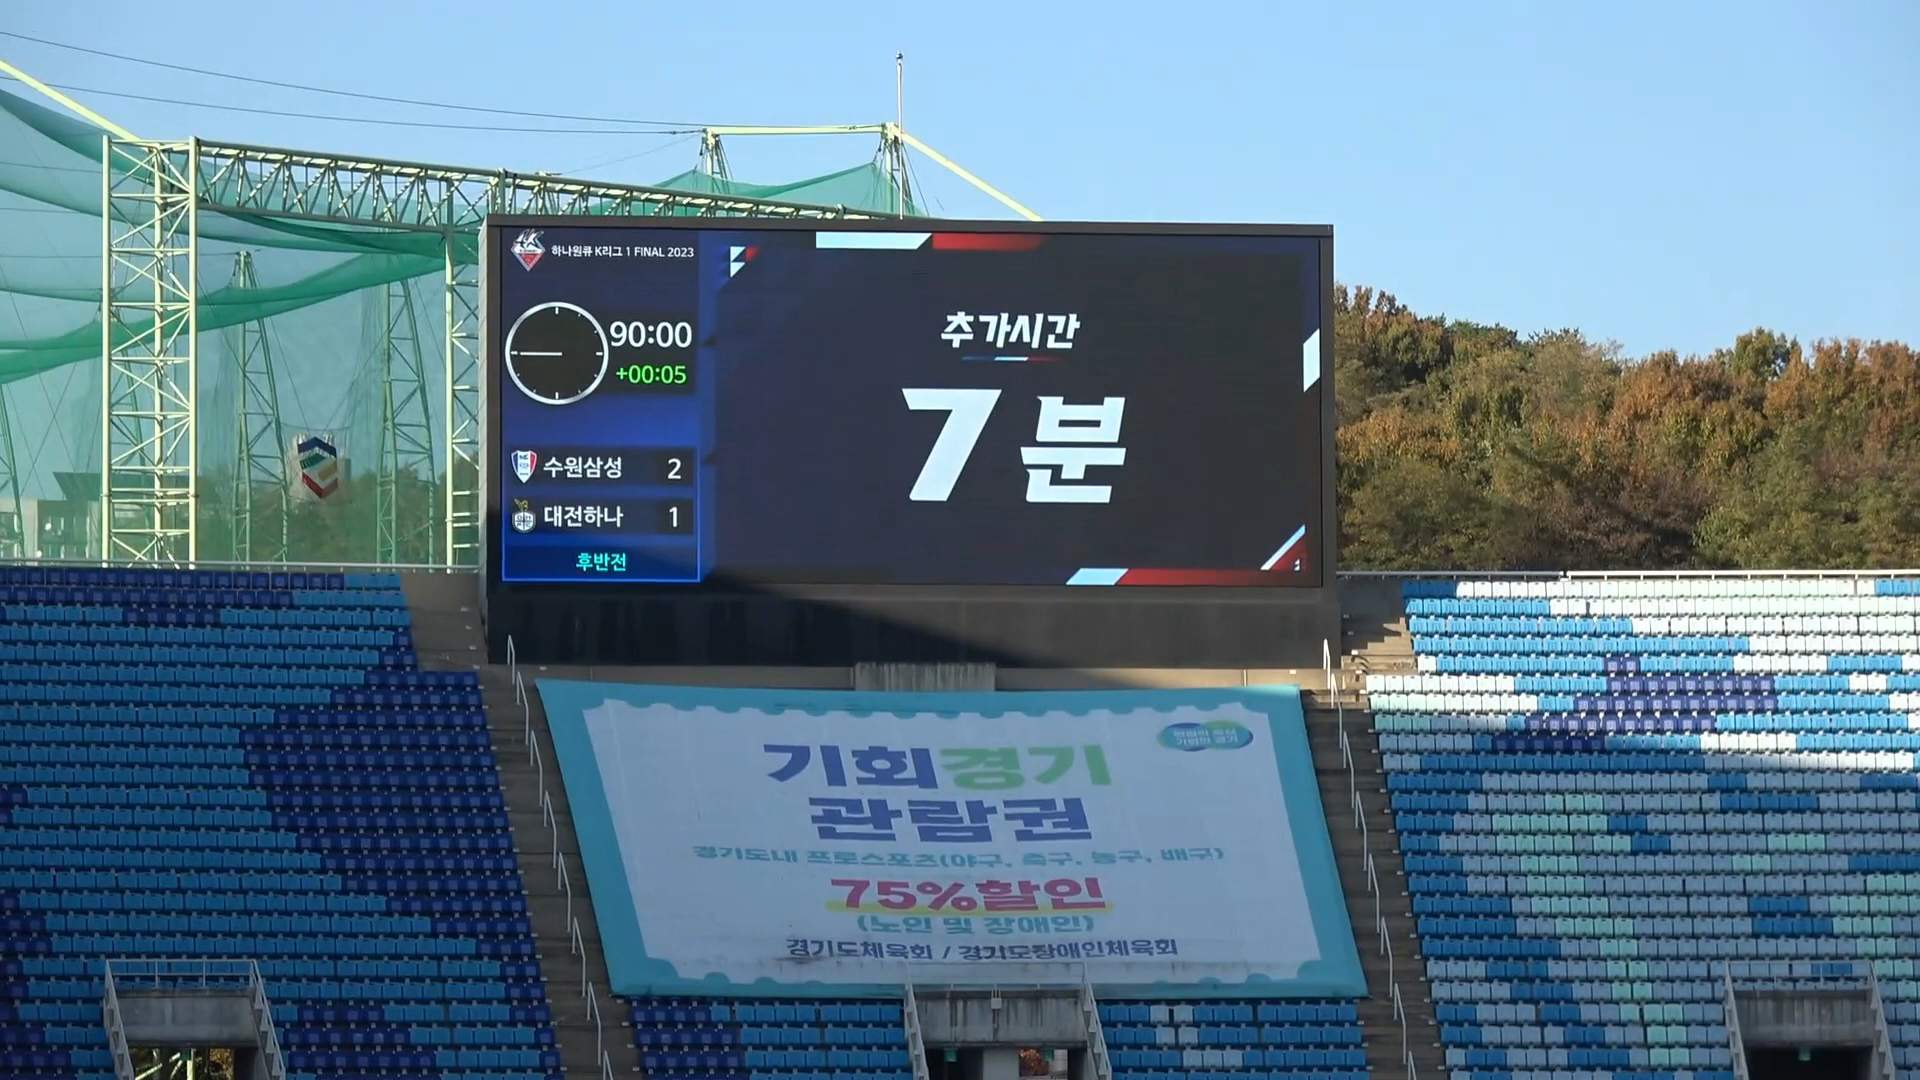 하나원큐 K리그 1 FINAL 2023
90:00
+00:05
수원삼성 2
대전하나 1
후반전
추가시간
7분
기회경기
관람권
경기도내 프로스포츠(야구, 축구, 농구, 배구)
75%할인
(노인 및 장애인)
경기도체육회 / 경기도장애인체육회